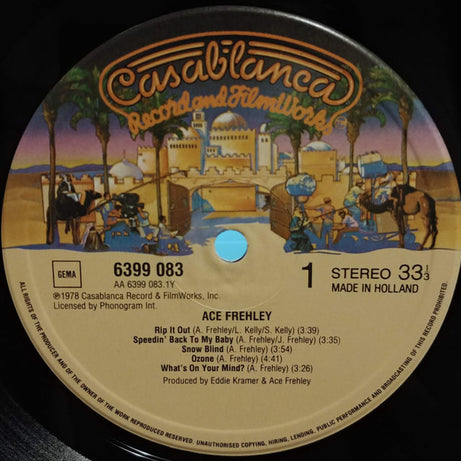 Casablanca
Record and FilmWorks
GEMA
6399 083
AA 6399 083.1Y
℗1978 Casablanca Record & FilmWorks, Inc.
Licensed by Phonogram Int.
1
STEREO 33 1/3
MADE IN HOLLAND
ACE FREHLEY
Rip It Out (A. Frehley/L. Kelly/S. Kelly) (3:39)
Speedin' Back To My Baby (A. Frehley/J. Frehley) (3:35)
Snow Blind (A. Frehley) (3:54)
Ozone (A. Frehley) (4:41)
What's On Your Mind? (A. Frehley) (3:26)
Produced by Eddie Kramer & Ace Frehley
ALL RIGHTS OF THE PRODUCER AND OF THE OWNER OF THE WORK REPRODUCED RESERVED. UNAUTHORISED COPYING, HIRING, LENDING, PUBLIC PERFORMANCE AND BROADCASTING OF THIS RECORD PROHIBITED.